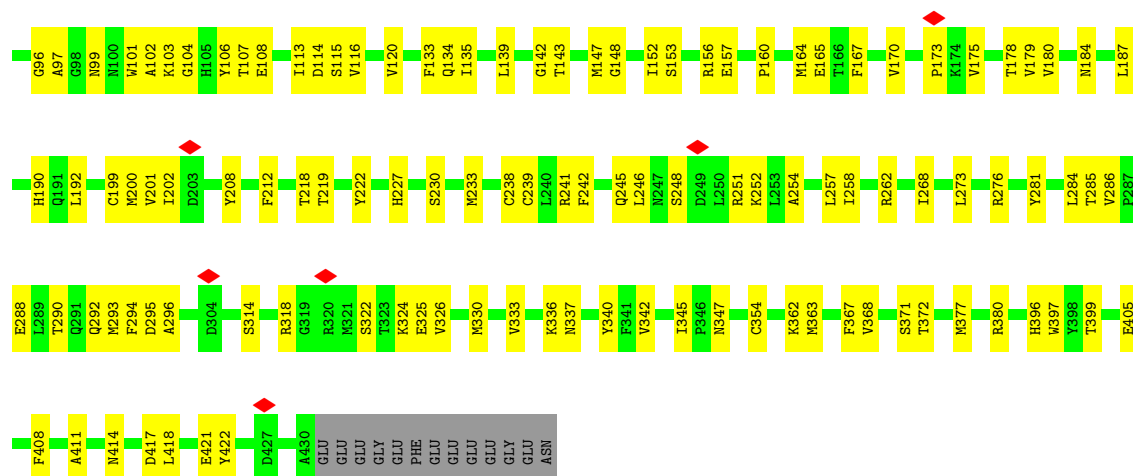 G96 A97 G98 N99 N100 W101 A102 K103 G104 H105 Y106 T107 E108 I113 D114 S115 V116 V120 F133 Q134 I135 L139 G142 T143 M147 G148 I152 S153 R156 E157 P160 M164 E165 T166 F167 V170 P173 K174 V175 T178 V179 V180 N184 L187
H190 Q191 L192 C199 M200 V201 I202 D203 Y208 F212 T218 T219 Y222 H227 S230 M233 C238 C239 L240 R241 F242 Q245 L246 N247 S248 D249 L250 R251 K252 L253 A254 L257 I258 R262 I268 L273 R276 Y281 L284 T285 V286 P287
E288 L289 T290 Q291 Q292 M293 F294 D295 A296 D304 S314 R318 G319 R320 M321 S322 T323 K324 E325 V326 M330 V333 K336 N337 Y340 F341 V342 I345 P346 N347 C354 K362 M363 F367 V368 S371 T372 M377 R380 H396 W397 Y398 T399 E405
F408 A411 N414 D417 L418 E421 Y422 D427 A430 GLU GLU GLU GLY GLU PHE GLU GLU GLU GLU GLY GLU ASN